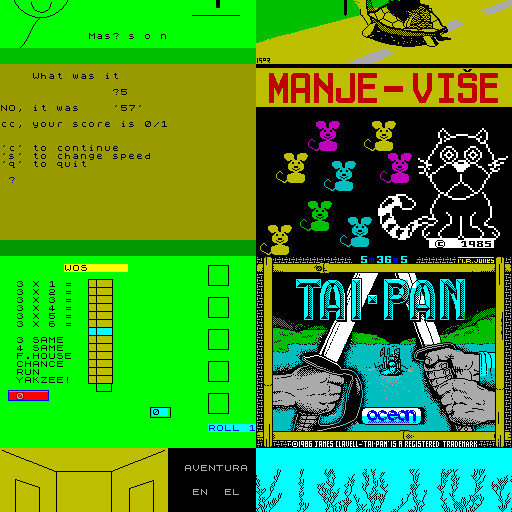 Mas? s o n
1993
What was it
?5
NO, it was '57'
cc, your score is 0/1
'c' to continue
's' to change speed
'q' to quit
?
MANJE-VIŠE
© 1985
WOS
3 X 1 =
3 X 2 =
3 X 3 =
3 X 4 =
3 X 5 =
3 X 6 =
3 SAME
4 SAME
F.HOUSE
CHANCE
RUN
YAKZEE!
0
0
ROLL 1
5-36:5
M.R.JONES
TAI-PAN
ocean
©1986 JAMES CLAVELL-'TAI-PAN' IS A REGISTERED TRADEMARK
AVENTURA
EN EL